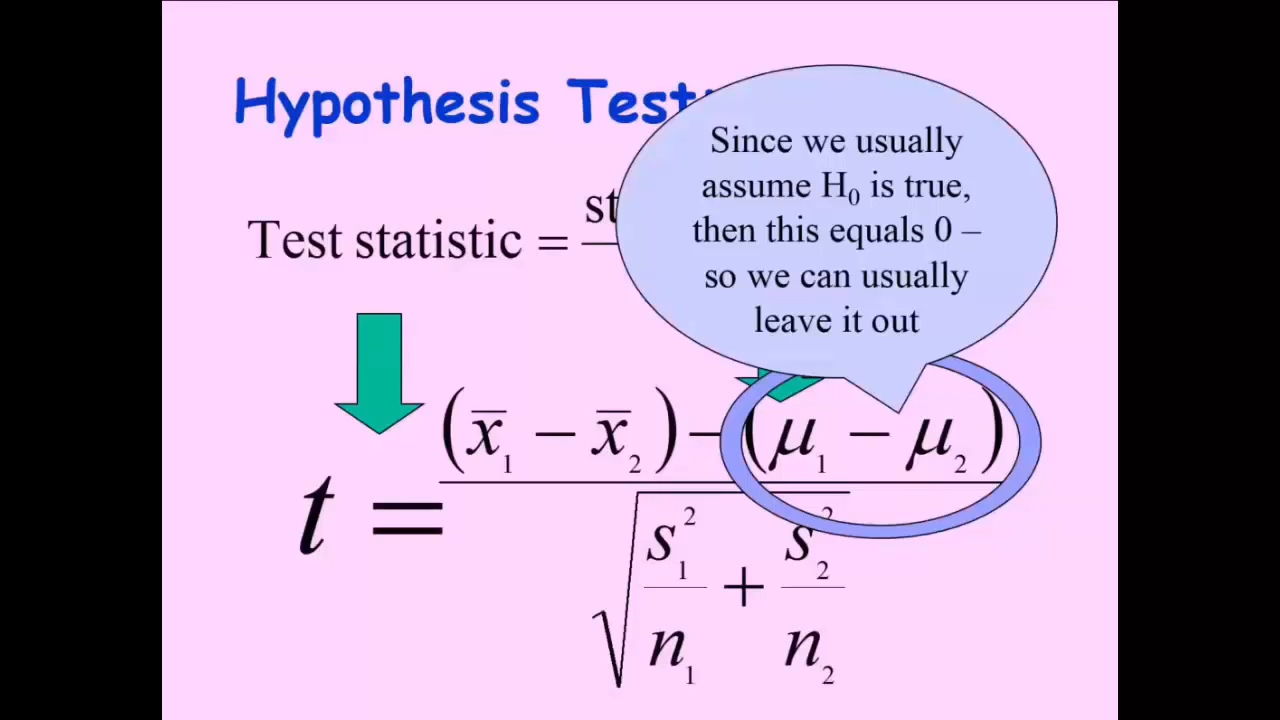 Hypothesis Test
Since we usually
assume H₀ is true,
then this equals 0 –
so we can usually
leave it out
Test statistic =
t = (x̄₁ − x̄₂) − (μ₁ − μ₂)
√ s₁² / n₁ + s₂² / n₂